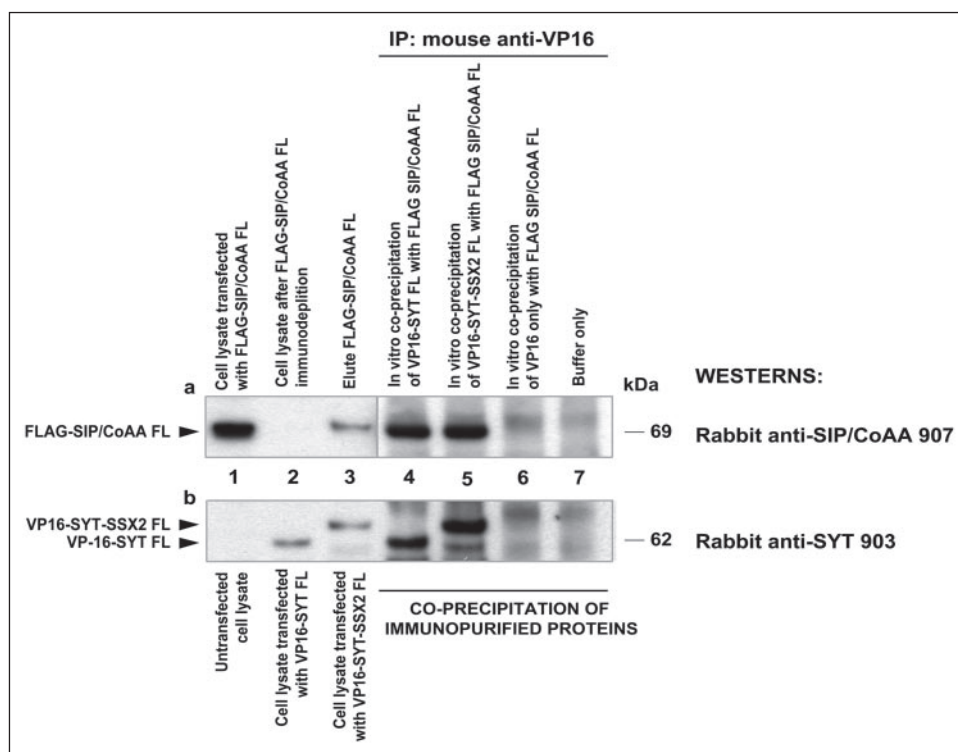 IP: mouse anti-VP16
Cell lysate transfected
with FLAG-SIP/CoAA FL
Cell lysate after FLAG-SIP/CoAA FL
immunodeplition
Elute FLAG-SIP/CoAA FL
In vitro co-precipitation
of VP16-SYT FL with FLAG SIP/CoAA FL
In vitro co-precipitation
of VP16-SYT-SSX2 FL with FLAG SIP/CoAA FL
In vitro co-precipitation
of VP16 only with FLAG SIP/CoAA FL
Buffer only
a
kDa
WESTERNS:
FLAG-SIP/CoAA FL
69
Rabbit anti-SIP/CoAA 907
1 2 3 4 5 6 7
b
VP16-SYT-SSX2 FL
VP-16-SYT FL
62
Rabbit anti-SYT 903
Untransfected
cell lysate
Cell lysate transfected
with VP16-SYT FL
Cell lysate transfected
with VP16-SYT-SSX2 FL
CO-PRECIPITATION OF
IMMUNOPURIFIED PROTEINS